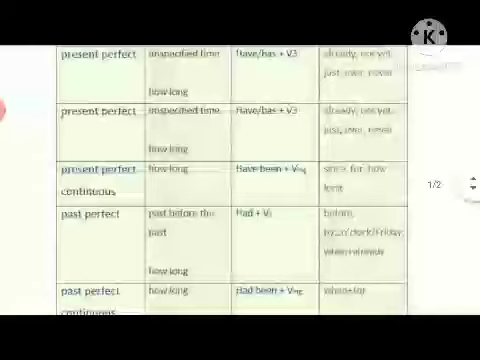 present perfect unspecified time Have/has + V3 already, not yet,
just, ever, never
how long
present perfect unspecified time Have/has + V3 already, not yet,
just, ever, never
how long
present perfect how long Have been + Ving since for how
continuous long
past perfect past before the Had + V3 before,
past
when+already
how long
past perfect how long Had been + Ving when+for
continuous
1/2
K
KINEMASTER